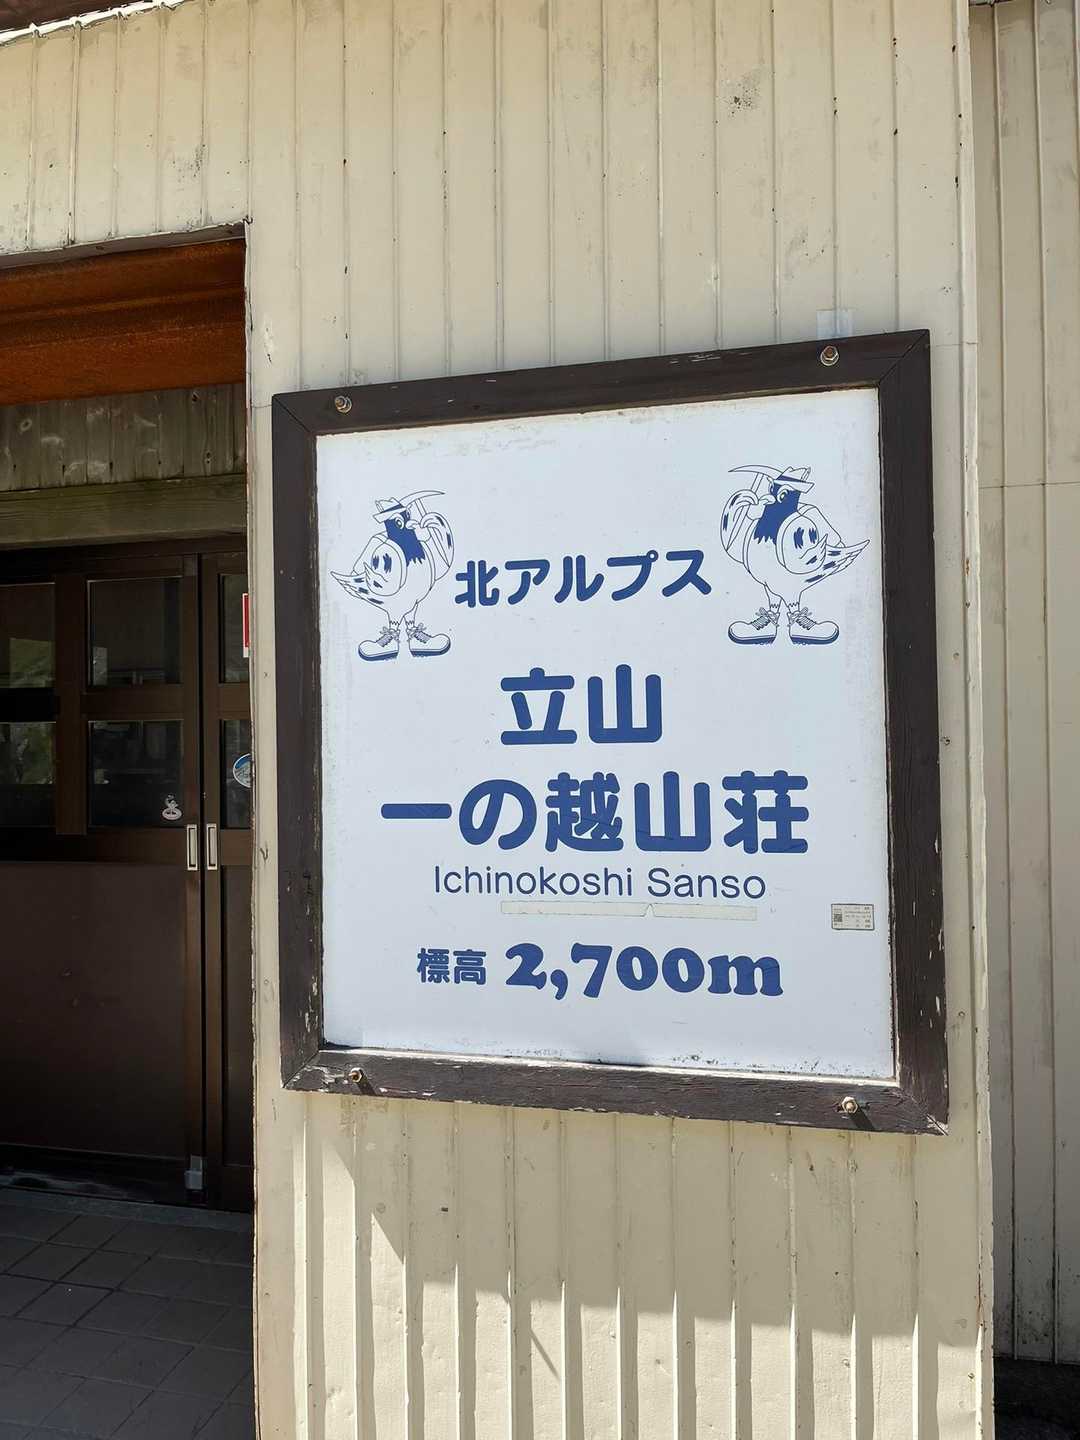 北アルプス
立山
一の越山荘
Ichinokoshi Sanso
標高 2,700m